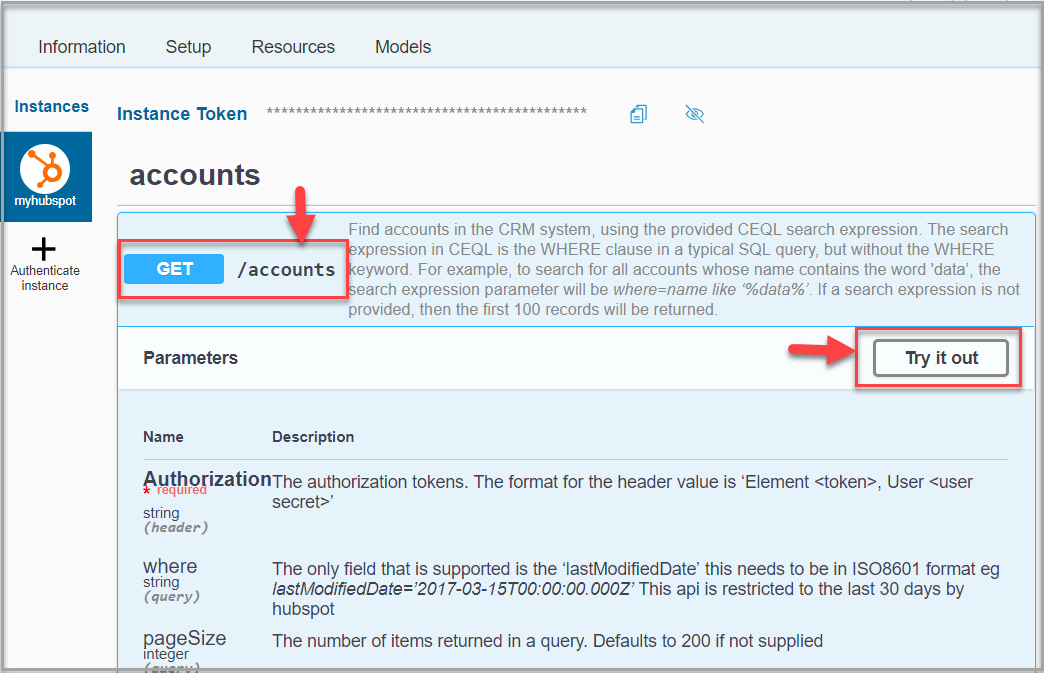 Information Setup Resources Models
Instances
Instance Token ********************************************
myhubspot
Authenticate
instance
accounts
GET /accounts
Find accounts in the CRM system, using the provided CEQL search expression. The search
expression in CEQL is the WHERE clause in a typical SQL query, but without the WHERE
keyword. For example, to search for all accounts whose name contains the word 'data’, the
search expression parameter will be where=name like ‘%data%’. If a search expression is not
provided, then the first 100 records will be returned.
Parameters
Try it out
Name Description
Authorization
* required
string
(header)
The authorization tokens. The format for the header value is ‘Element <token>, User <user
secret>’
where
string
(query)
The only field that is supported is the ‘lastModifiedDate’ this needs to be in ISO8601 format eg
lastModifiedDate=’2017-03-15T00:00:00.000Z’ This api is restricted to the last 30 days by
hubspot
pageSize
integer
(query)
The number of items returned in a query. Defaults to 200 if not supplied